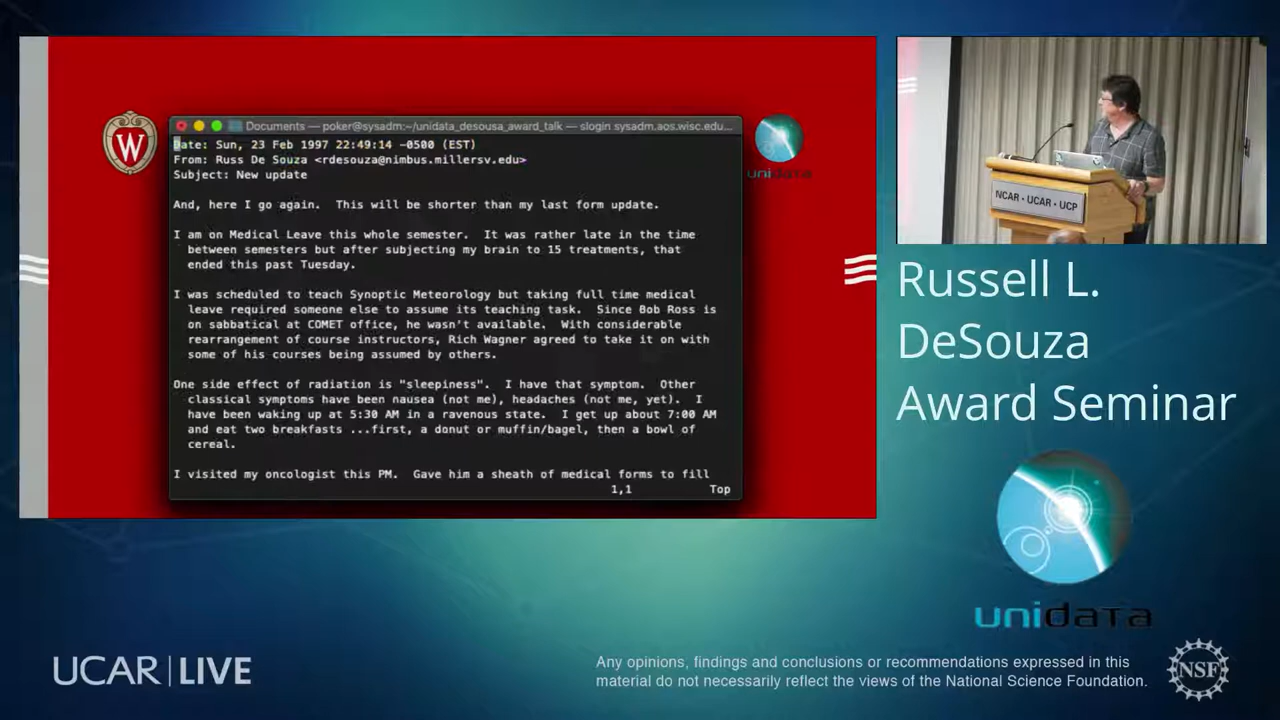 W
Documents — poker@sysadm:~/unidata_desousa_award_talk — slogin sysadm.aos.wisc.edu...
Date: Sun, 23 Feb 1997 22:49:14 -0500 (EST)
From: Russ De Souza <rdesouza@nimbus.millersv.edu>
Subject: New update
And, here I go again. This will be shorter than my last form update.
I am on Medical Leave this whole semester. It was rather late in the time
between semesters but after subjecting my brain to 15 treatments, that
ended this past Tuesday.
I was scheduled to teach Synoptic Meteorology but taking full time medical
leave required someone else to assume its teaching task. Since Bob Ross is
on sabbatical at COMET office, he wasn't available. With considerable
rearrangement of course instructors, Rich Wagner agreed to take it on with
some of his courses being assumed by others.
One side effect of radiation is "sleepiness". I have that symptom. Other
classical symptoms have been nausea (not me), headaches (not me, yet). I
have been waking up at 5:30 AM in a ravenous state. I get up about 7:00 AM
and eat two breakfasts ...first, a donut or muffin/bagel, then a bowl of
cereal.
I visited my oncologist this PM. Gave him a sheath of medical forms to fill
1,1 Top
unidata
NCAR • UCAR • UCP
Russell L.
DeSouza
Award Seminar
unidata
UCAR | LIVE
Any opinions, findings and conclusions or recommendations expressed in this
material do not necessarily reflect the views of the National Science Foundation.
NSF